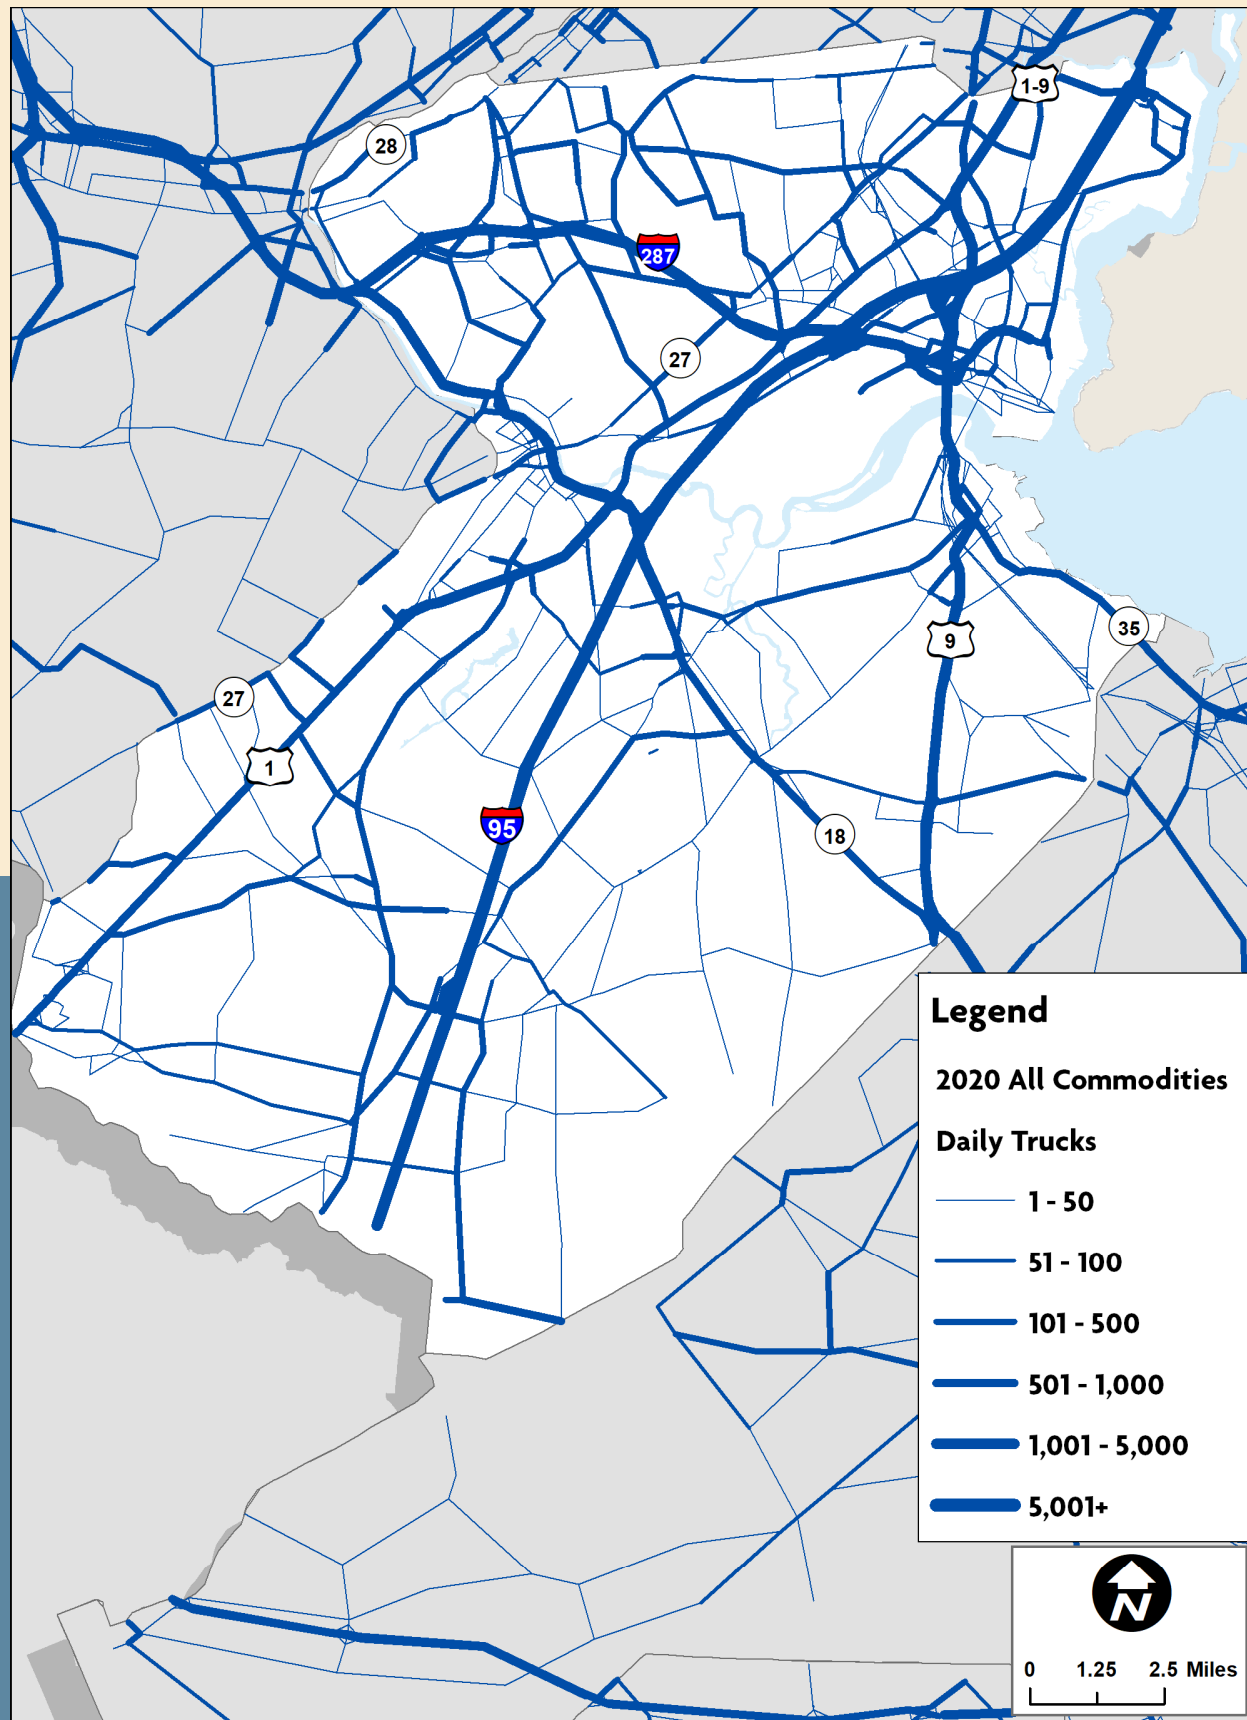 1-9
28
287
27
35
9
27
1
95
18
Legend
2020 All Commodities
Daily Trucks
1 - 50
51 - 100
101 - 500
501 - 1,000
1,001 - 5,000
5,001+
N
0 1.25 2.5 Miles